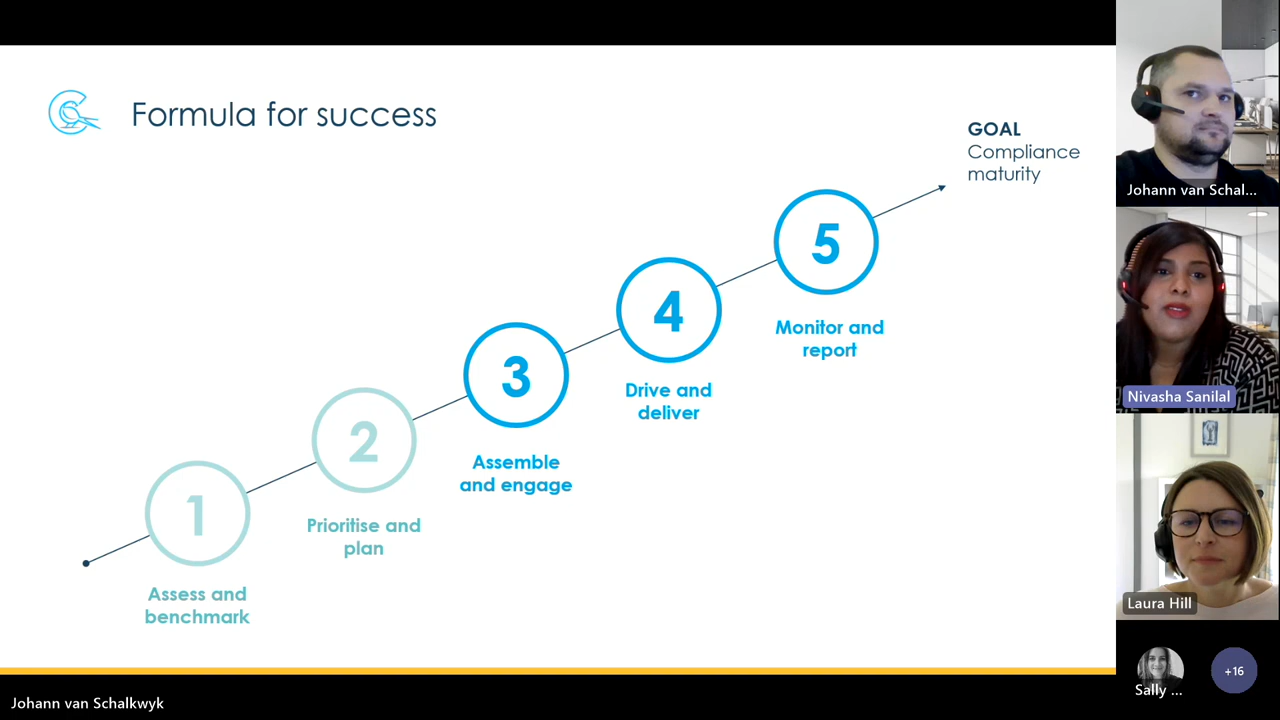 Formula for success
GOAL
Compliance
maturity
5
Monitor and
report
4
Drive and
deliver
3
Assemble
and engage
2
Prioritise and
plan
1
Assess and
benchmark
Johann van Schal...
Nivasha Sanilal
Laura Hill
Sally ...
+16
Johann van Schalkwyk